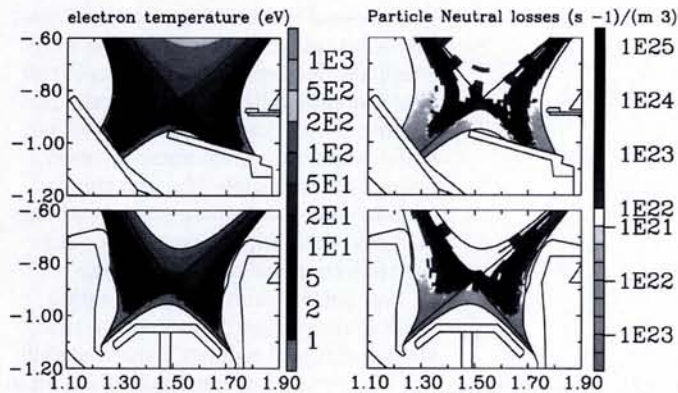 electron temperature (eV)
Particle Neutral losses (s -1)/(m 3)
-.60
-.80
-1.00
-1.20
1E3
5E2
2E2
1E2
5E1
2E1
1E1
5
2
1
1E25
1E24
1E23
1E22
1E21
1E22
1E23
-.60
-.80
-1.00
-1.20
1.10 1.30 1.50 1.70 1.90
1.10 1.30 1.50 1.70 1.90